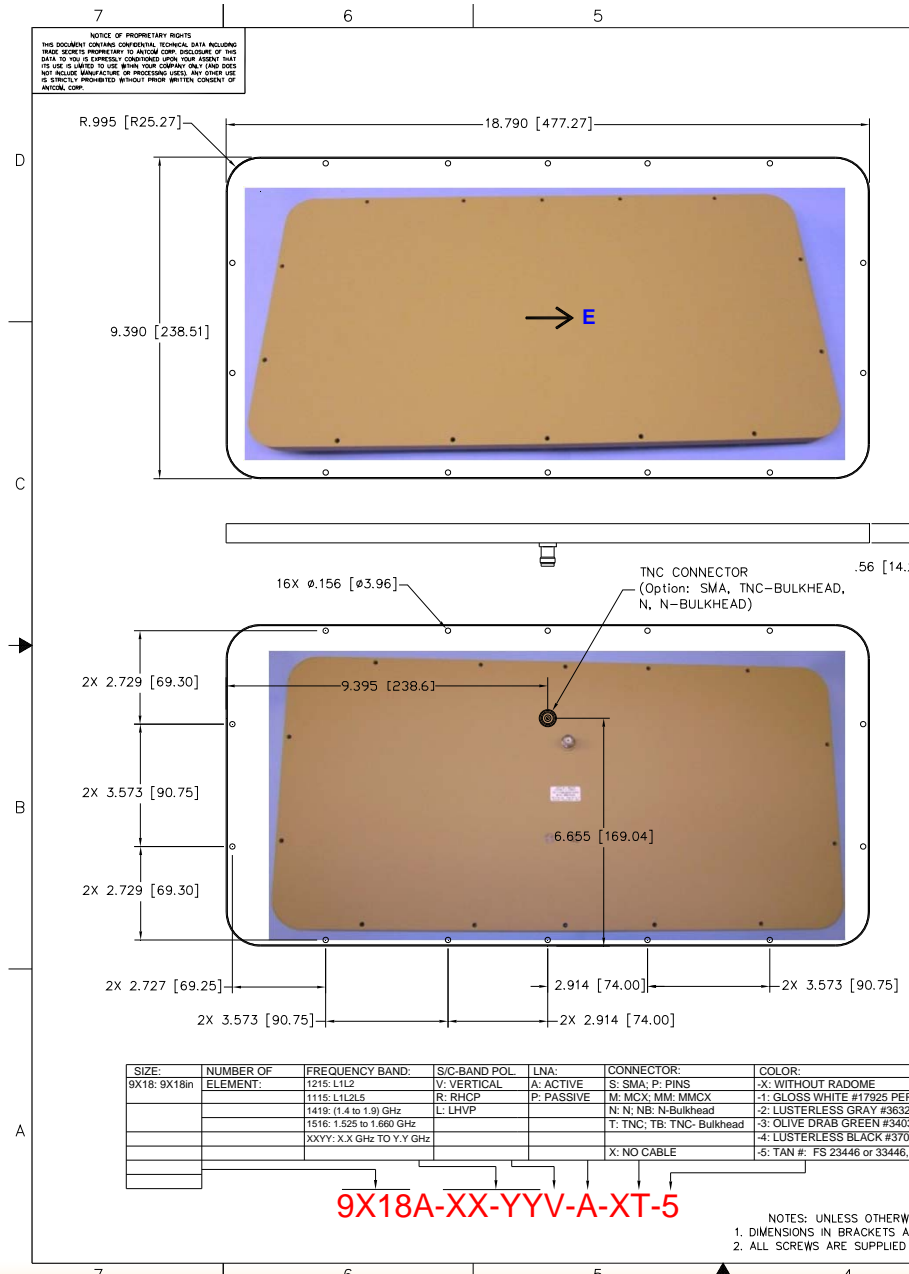 7 6 5
NOTICE OF PROPRIETARY RIGHTS
THIS DOCUMENT CONTAINS CONFIDENTIAL TECHNICAL DATA INCLUDING
TRADE SECRETS PROPRIETARY TO ANTCOM CORP. DISCLOSURE OF THIS
DATA TO YOU IS EXPRESSLY CONDITIONED UPON YOUR ASSENT THAT
ITS USE IS LIMITED TO USE WITHIN YOUR COMPANY ONLY (AND DOES
NOT INCLUDE MANUFACTURE OR PROCESSING USES). ANY OTHER USE
IS STRICTLY PROHIBITED WITHOUT PRIOR WRITTEN CONSENT OF
ANTCOM, CORP.
R.995 [R25.27]
18.790 [477.27]
D
9.390 [238.51]
E
C
.56 [14.
16X ø.156 [ø3.96]
TNC CONNECTOR
(Option: SMA, TNC-BULKHEAD,
N, N-BULKHEAD)
2X 2.729 [69.30]
9.395 [238.6]
2X 3.573 [90.75]
B
6.655 [169.04]
2X 2.729 [69.30]
2X 2.727 [69.25]
2.914 [74.00]
2X 3.573 [90.75]
2X 3.573 [90.75]
2X 2.914 [74.00]
A
SIZE: NUMBER OF FREQUENCY BAND: S/C-BAND POL. LNA: CONNECTOR: COLOR:
9X18: 9X18in ELEMENT: 1215: L1L2 V: VERTICAL A: ACTIVE S: SMA; P: PINS -X: WITHOUT RADOME
1115: L1L2L5 R: RHCP P: PASSIVE M: MCX; MM: MMCX -1: GLOSS WHITE #17925 PER
1419: (1.4 to 1.9) GHz L: LHVP N: N; NB: N-Bulkhead -2: LUSTERLESS GRAY #3632
1516: 1.525 to 1.660 GHz T: TNC; TB: TNC- Bulkhead -3: OLIVE DRAB GREEN #3403
XXYY: X.X GHz TO Y.Y GHz -4: LUSTERLESS BLACK #370
X: NO CABLE -5: TAN #: FS 23446 or 33446,
9X18A-XX-YYV-A-XT-5
NOTES: UNLESS OTHERW
1. DIMENSIONS IN BRACKETS A
2. ALL SCREWS ARE SUPPLIED
7 6 5 4